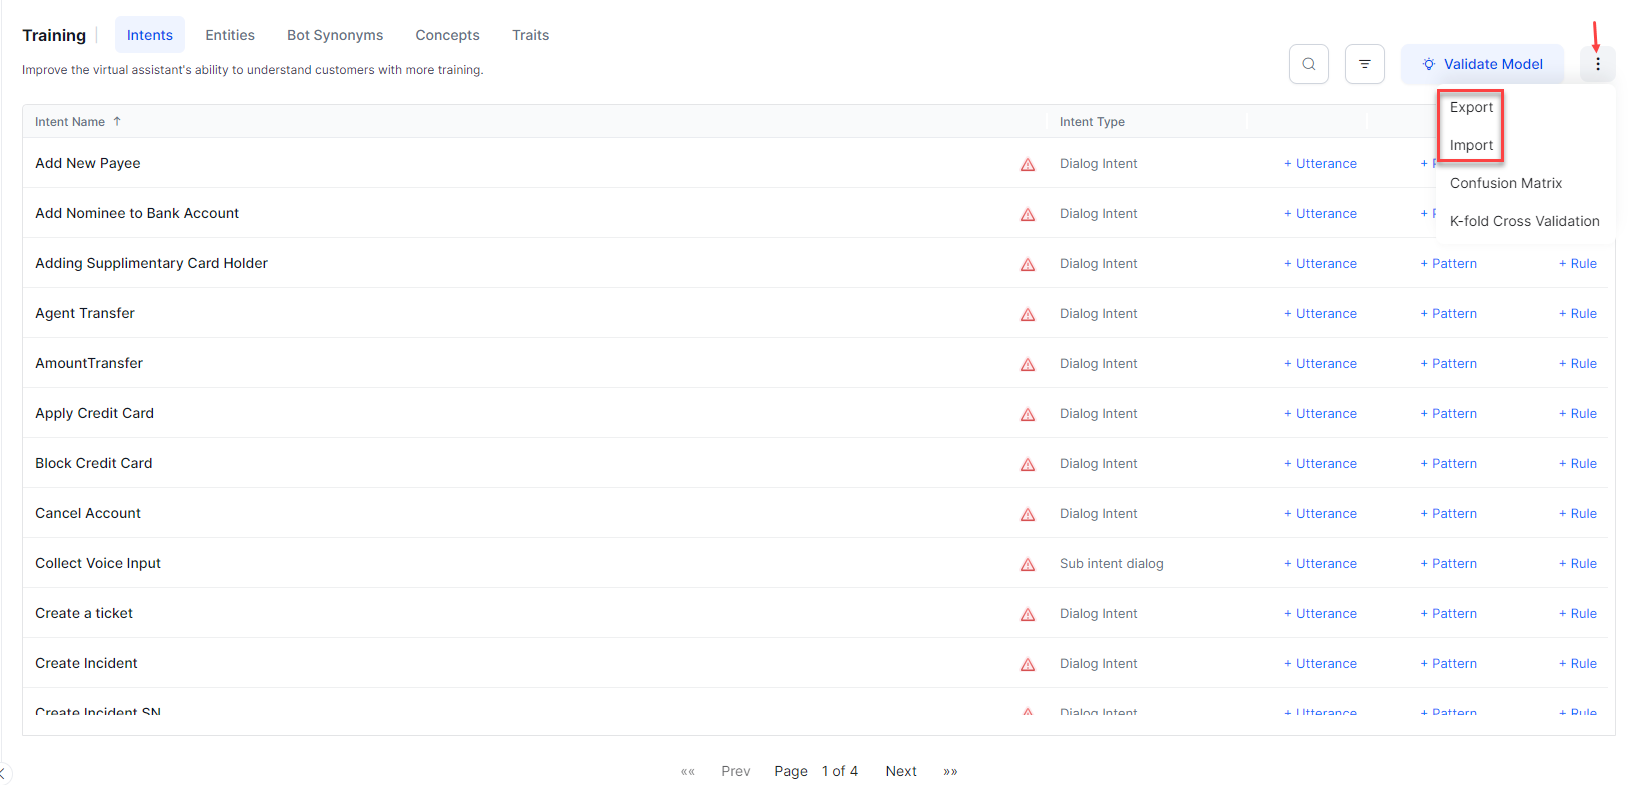 Training Intents Entities Bot Synonyms Concepts Traits
Improve the virtual assistant's ability to understand customers with more training.
Validate Model
Export
Import
Confusion Matrix
K-fold Cross Validation
Intent Name ↑ Intent Type
Add New Payee Dialog Intent + Utterance +
Add Nominee to Bank Account Dialog Intent + Utterance +
Adding Supplimentary Card Holder Dialog Intent + Utterance + Pattern + Rule
Agent Transfer Dialog Intent + Utterance + Pattern + Rule
AmountTransfer Dialog Intent + Utterance + Pattern + Rule
Apply Credit Card Dialog Intent + Utterance + Pattern + Rule
Block Credit Card Dialog Intent + Utterance + Pattern + Rule
Cancel Account Dialog Intent + Utterance + Pattern + Rule
Collect Voice Input Sub intent dialog + Utterance + Pattern + Rule
Create a ticket Dialog Intent + Utterance + Pattern + Rule
Create Incident Dialog Intent + Utterance + Pattern + Rule
Create Incident SN Dialog Intent + Utterance + Pattern + Rule
«« Prev Page 1 of 4 Next »»